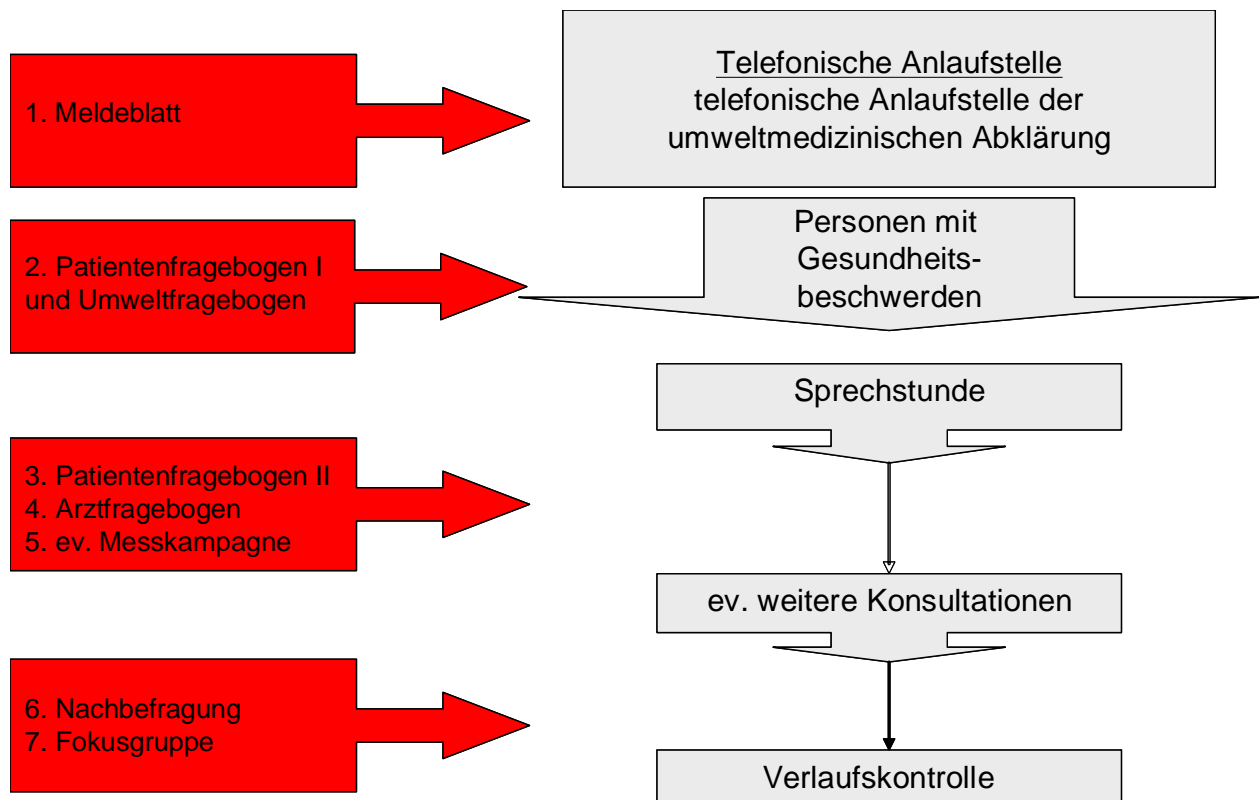 1. Meldeblatt
Telefonische Anlaufstelle
telefonische Anlaufstelle der
umweltmedizinischen Abklärung
2. Patientenfragebogen I
und Umweltfragebogen
Personen mit
Gesundheits-
beschwerden
Sprechstunde
3. Patientenfragebogen II
4. Arztfragebogen
5. ev. Messkampagne
ev. weitere Konsultationen
6. Nachbefragung
7. Fokusgruppe
Verlaufskontrolle